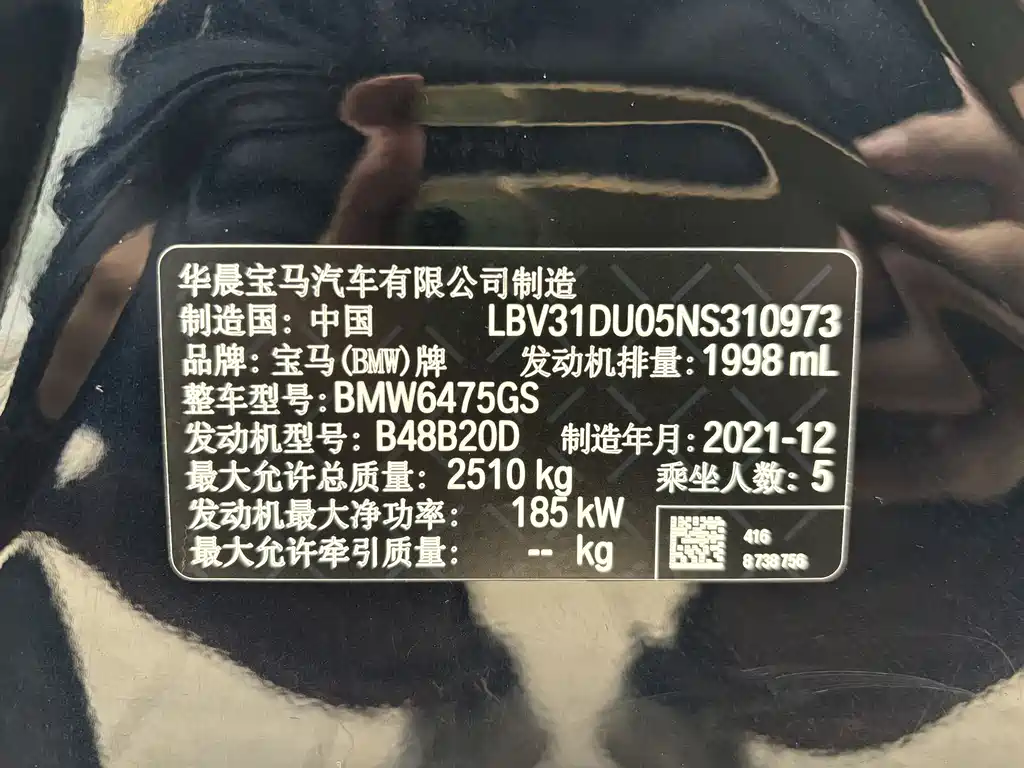 华晨宝马汽车有限公司制造
制造国：中国 LBV31DU05NS310973
品牌：宝马(BMW)牌 发动机排量：1998 mL
整车型号：BMW6475GS
发动机型号：B48B20D 制造年月：2021-12
最大允许总质量：2510 kg 乘坐人数：5
发动机最大净功率：185 kW
最大允许牵引质量：-- kg
416
8738756